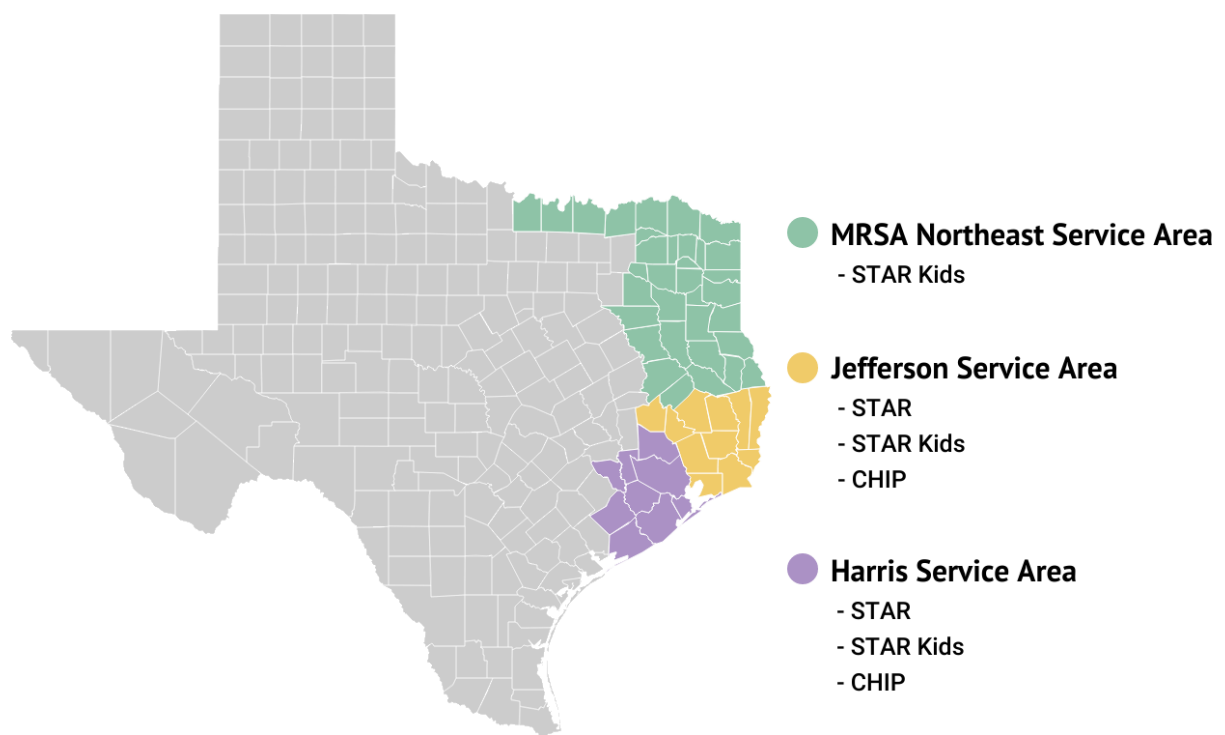 MRSA Northeast Service Area
- STAR Kids
Jefferson Service Area
- STAR
- STAR Kids
- CHIP
Harris Service Area
- STAR
- STAR Kids
- CHIP